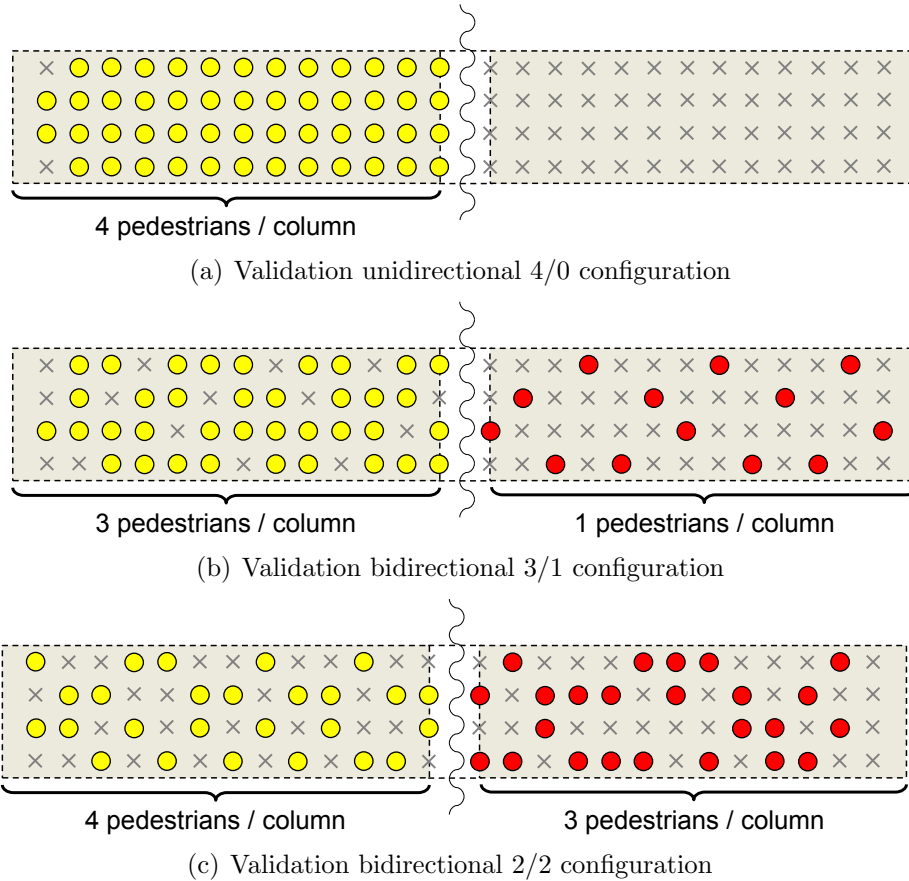 4 pedestrians / column
(a) Validation unidirectional 4/0 configuration
3 pedestrians / column 1 pedestrians / column
(b) Validation bidirectional 3/1 configuration
4 pedestrians / column 3 pedestrians / column
(c) Validation bidirectional 2/2 configuration